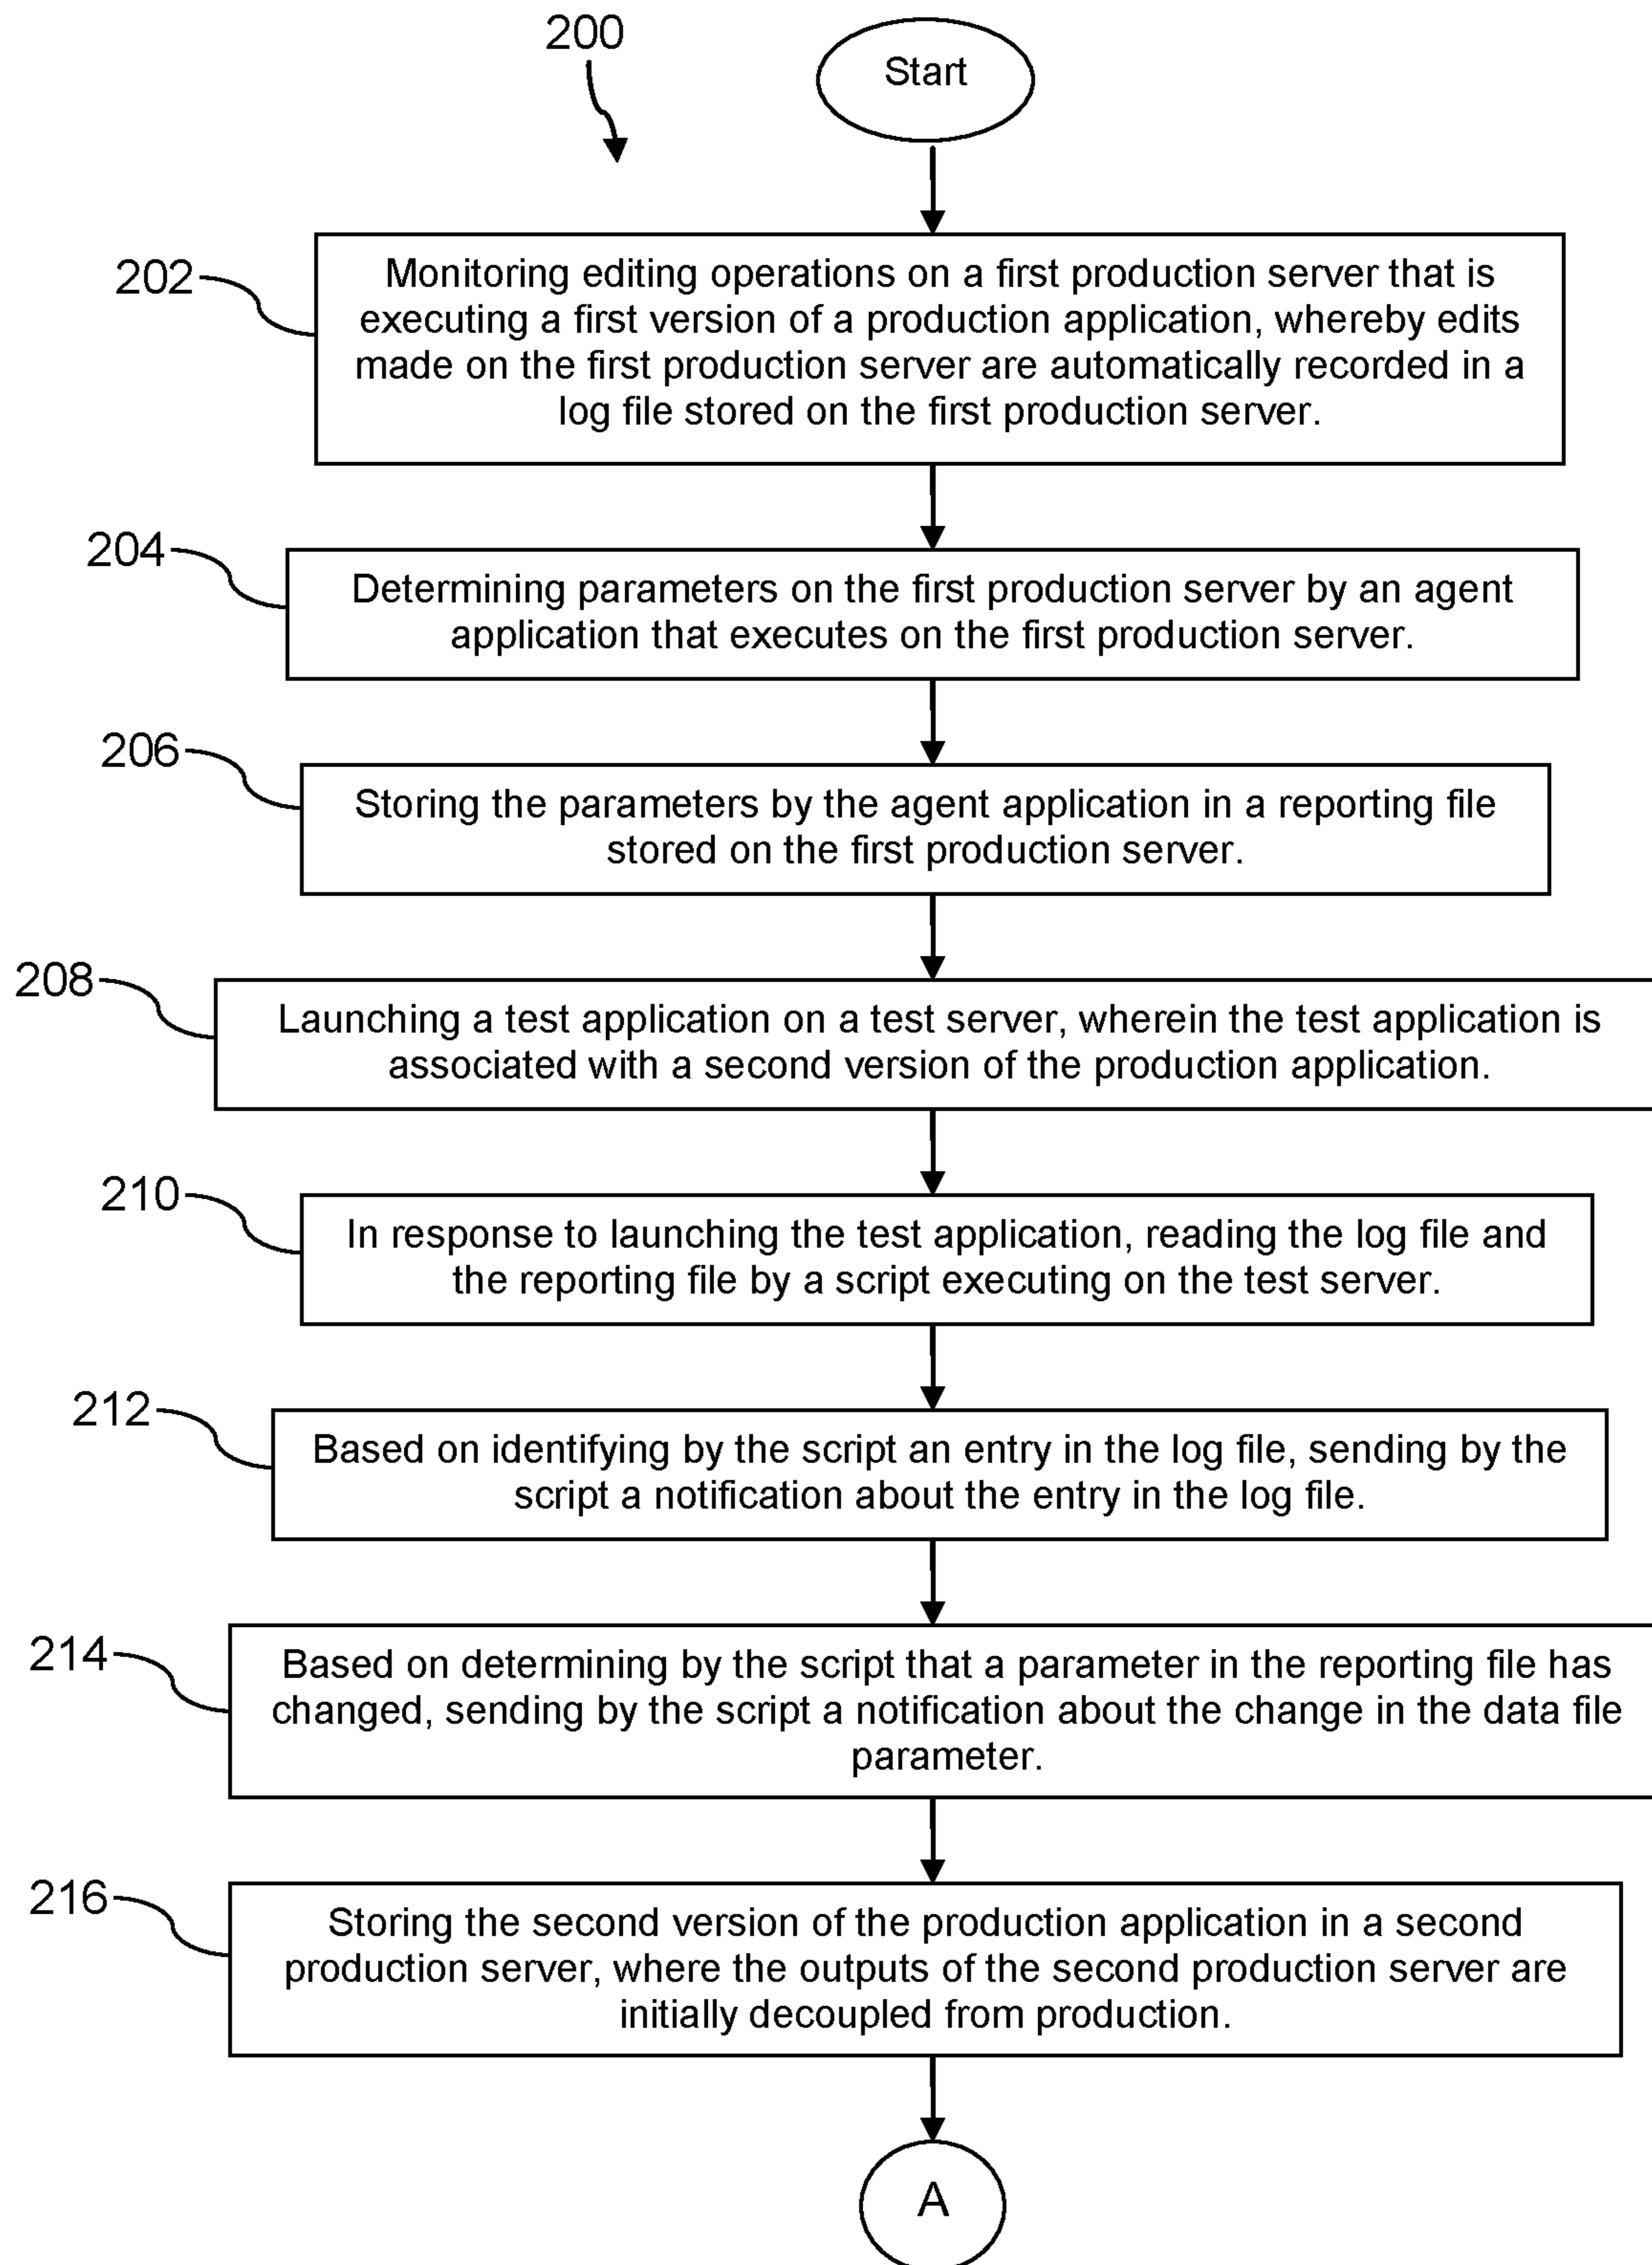 200
Start
202
Monitoring editing operations on a first production server that is
executing a first version of a production application, whereby edits
made on the first production server are automatically recorded in a
log file stored on the first production server.
204
Determining parameters on the first production server by an agent
application that executes on the first production server.
206
Storing the parameters by the agent application in a reporting file
stored on the first production server.
208
Launching a test application on a test server, wherein the test application is
associated with a second version of the production application.
210
In response to launching the test application, reading the log file and
the reporting file by a script executing on the test server.
212
Based on identifying by the script an entry in the log file, sending by the
script a notification about the entry in the log file.
214
Based on determining by the script that a parameter in the reporting file has
changed, sending by the script a notification about the change in the data file
parameter.
216
Storing the second version of the production application in a second
production server, where the outputs of the second production server are
initially decoupled from production.
A